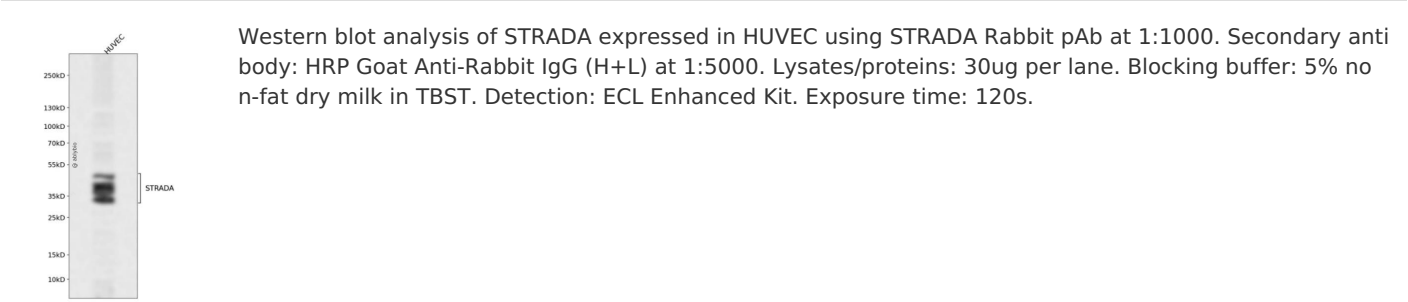 HUVEC
Western blot analysis of STRADA expressed in HUVEC using STRADA Rabbit pAb at 1:1000. Secondary anti
body: HRP Goat Anti-Rabbit IgG (H+L) at 1:5000. Lysates/proteins: 30ug per lane. Blocking buffer: 5% no
n-fat dry milk in TBST. Detection: ECL Enhanced Kit. Exposure time: 120s.
250kD
130kD
100kD
70kD
55kD
@ abbybio
STRADA
35kD
25kD
15kD
10kD